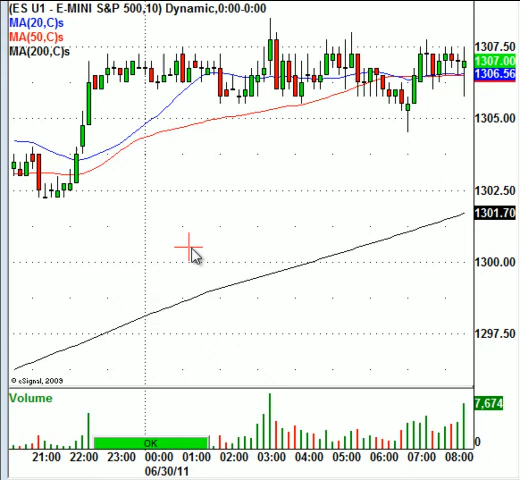 (ES U1 - E-MINI S&P 500,10) Dynamic,0:00-0:00
MA(20,C)s
MA(50,C)s
MA(200,C)s
1307.50
1307.00
1306.56
1305.00
1302.50
1301.70
1300.00
1297.50
© eSignal, 2009
Volume
7,674
0
OK
21:00 22:00 23:00 00:00 01:00 02:00 03:00 04:00 05:00 06:00 07:00 08:00
06/30/11